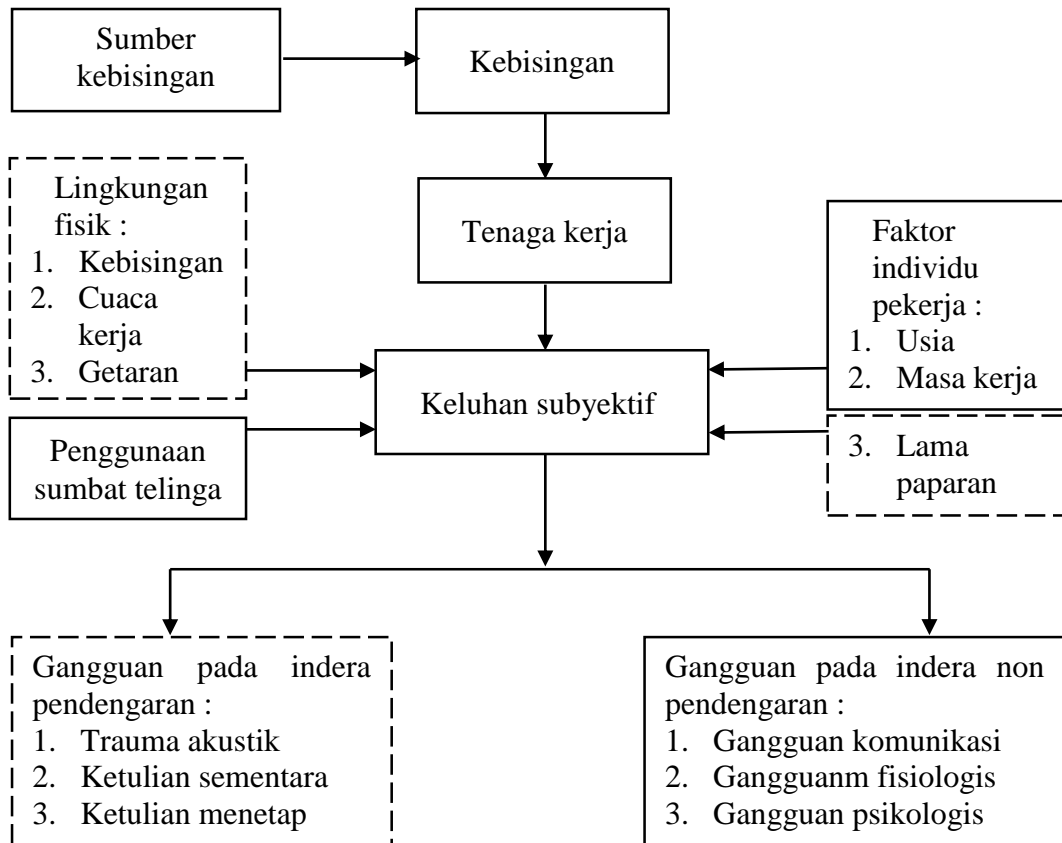 Sumber
kebisingan
Kebisingan
Lingkungan
fisik :
1. Kebisingan
2. Cuaca
kerja
3. Getaran
Tenaga kerja
Faktor
individu
pekerja :
1. Usia
2. Masa kerja
Keluhan subyektif
Penggunaan
sumbat telinga
3. Lama
paparan
Gangguan pada indera
pendengaran :
1. Trauma akustik
2. Ketulian sementara
3. Ketulian menetap
Gangguan pada indera non
pendengaran :
1. Gangguan komunikasi
2. Gangguanm fisiologis
3. Gangguan psikologis